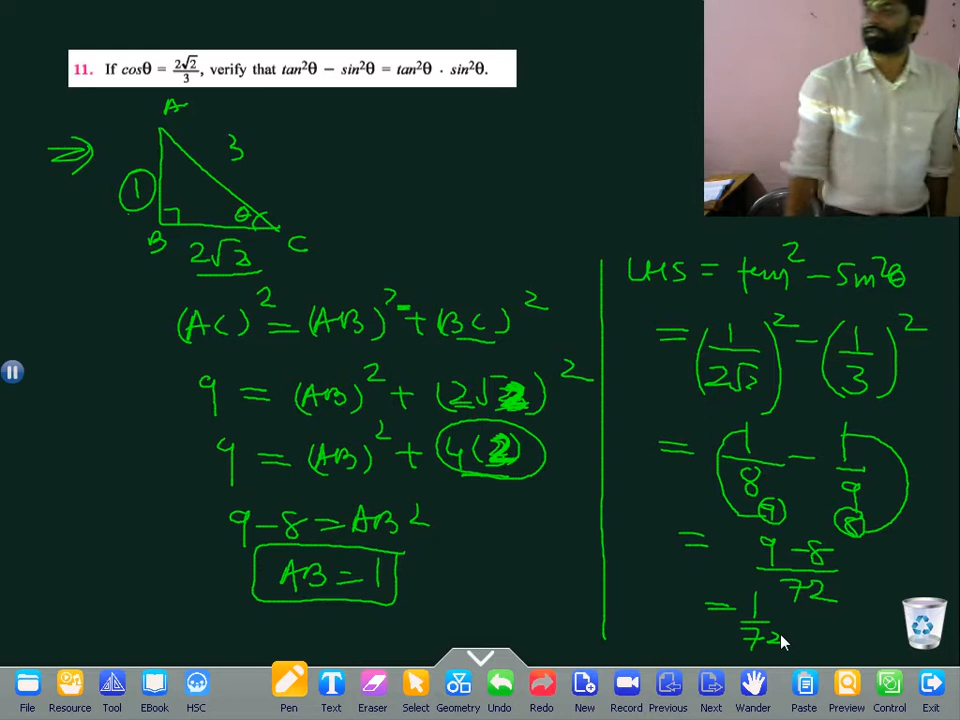 11. If cosθ = 2√2/3, verify that tan²θ − sin²θ = tan²θ · sin²θ.
A
3
1
θ
B
C
2√2
(AC)² = (AB)² + (BC)²
9 = (AB)² + (2√2)²
9 = (AB)² + 4(2)
9 − 8 = AB²
AB = 1
LHS = tan² − Sin²θ
= (1/2√2)² − (1/3)²
= 1/8 − 1/9
9
8
= 9 − 8/72
= 1/72
File Resource Tool EBook HSC Pen Text Eraser Select Geometry Undo Redo New Record Previous Next Wander Paste Preview Control Exit